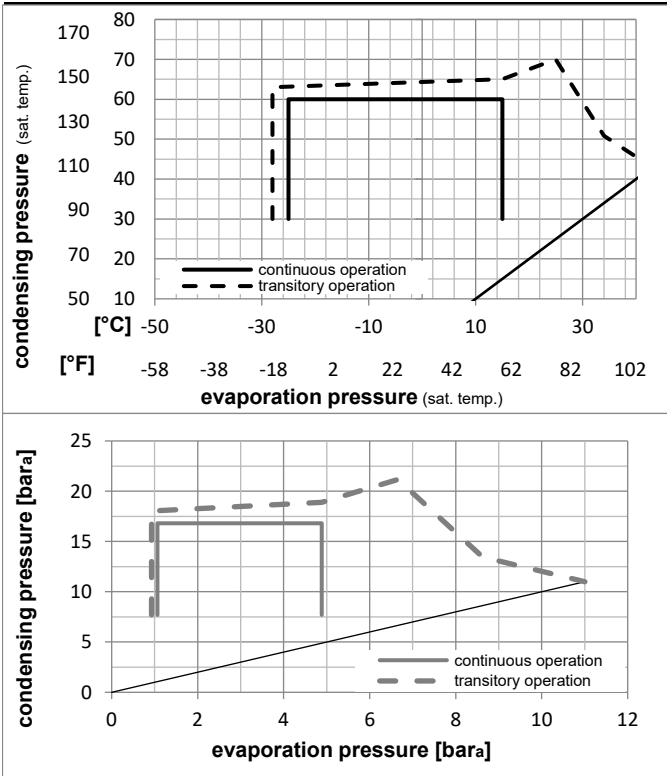 170
150
130
110
90
70
50
80
70
60
50
40
30
20
10
condensing pressure (sat. temp.)
continuous operation
transitory operation
[°C] -50 -30 -10 10 30
[°F] -58 -38 -18 2 22 42 62 82 102
evaporation pressure (sat. temp.)
25
20
15
10
5
0
condensing pressure [bara]
continuous operation
transitory operation
0 2 4 6 8 10 12
evaporation pressure [bara]